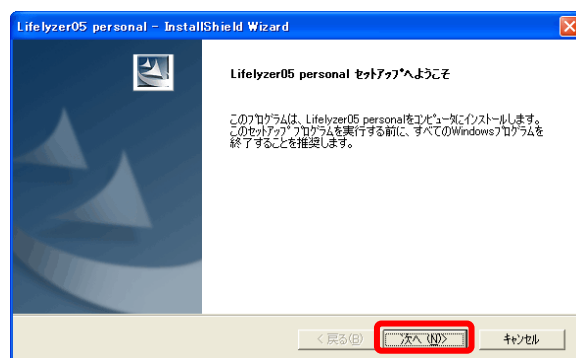 Lifelyzer05 personal - InstallShield Wizard
Lifelyzer05 personal ｾｯﾄｱｯﾌﾟへようこそ
このﾌﾟﾛｸﾞﾗﾑは、Lifelyzer05 personalをｺﾝﾋﾟｭｰﾀにインストールします。
このｾｯﾄｱｯﾌﾟ ﾌﾟﾛｸﾞﾗﾑを実行する前に、すべてのWindowsﾌﾟﾛｸﾞﾗﾑを
終了することを推奨します。
< 戻る(B)
次へ (N)>
ｷｬﾝｾﾙ